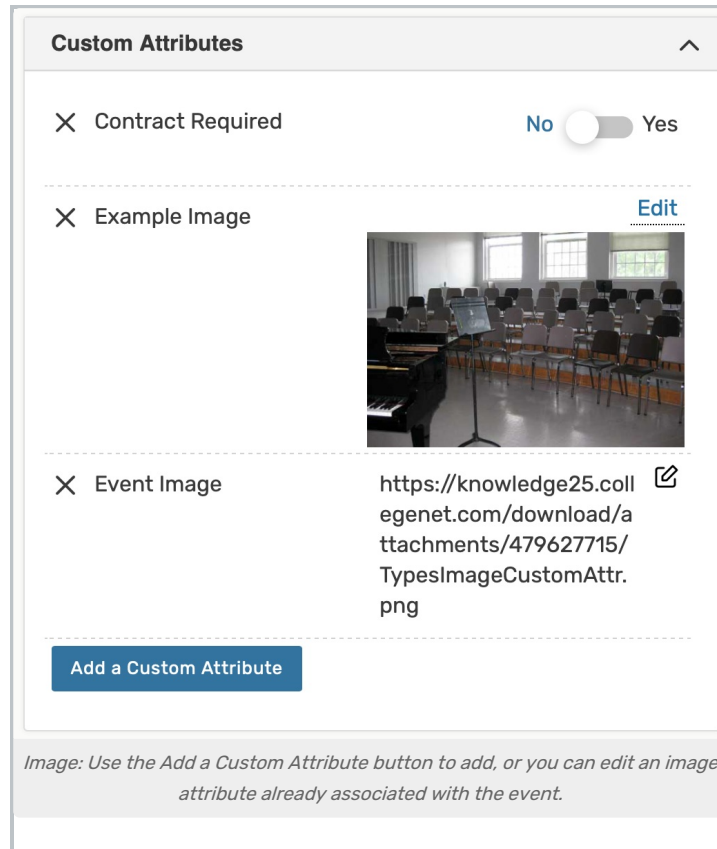 Custom Attributes
Contract Required
No
Yes
Example Image
Edit
Event Image
https://knowledge25.coll
egenet.com/download/a
ttachments/479627715/
TypesImageCustomAttr.
png
Add a Custom Attribute
Image: Use the Add a Custom Attribute button to add, or you can edit an image
attribute already associated with the event.